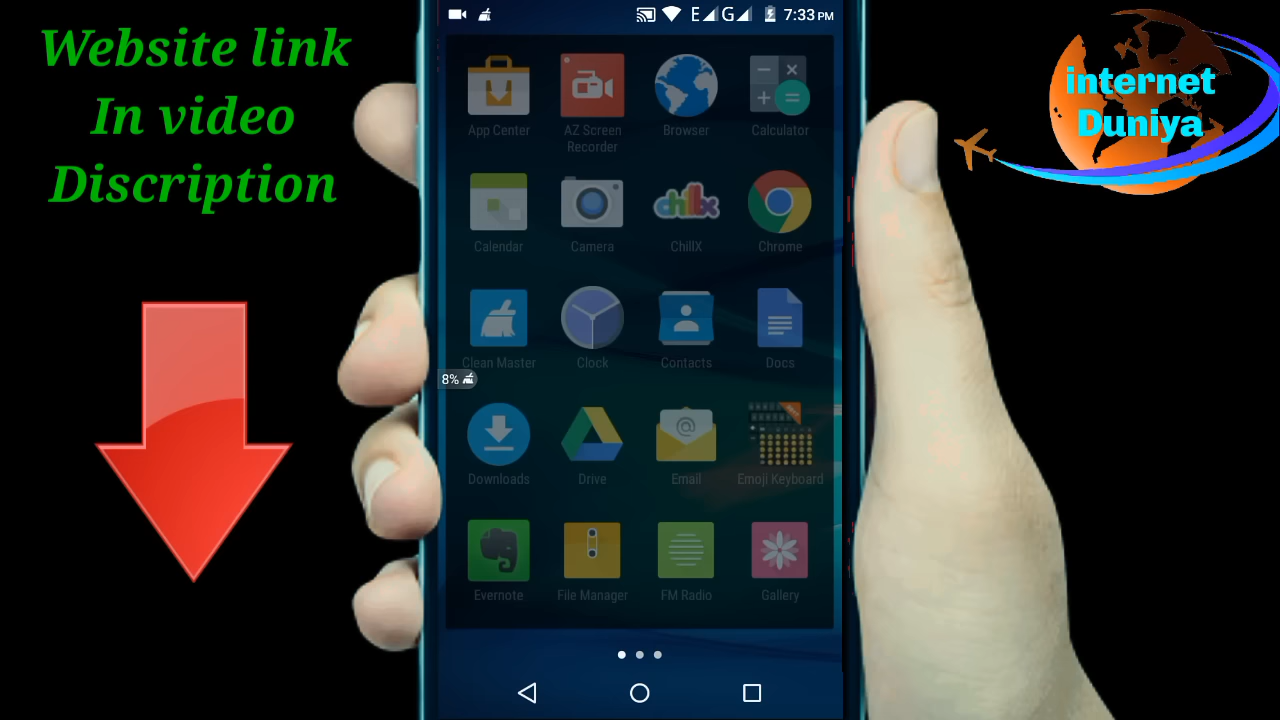 Website link
In video
Discription
E G 7:33 PM
internet
Duniya
App Center
AZ Screen
Recorder
Browser
Calculator
Calendar
Camera
chillx
ChillX
Chrome
Clean Master
Clock
Contacts
Docs
8%
Downloads
Drive
Email
Emoji Keyboard
Evernote
File Manager
FM Radio
Gallery